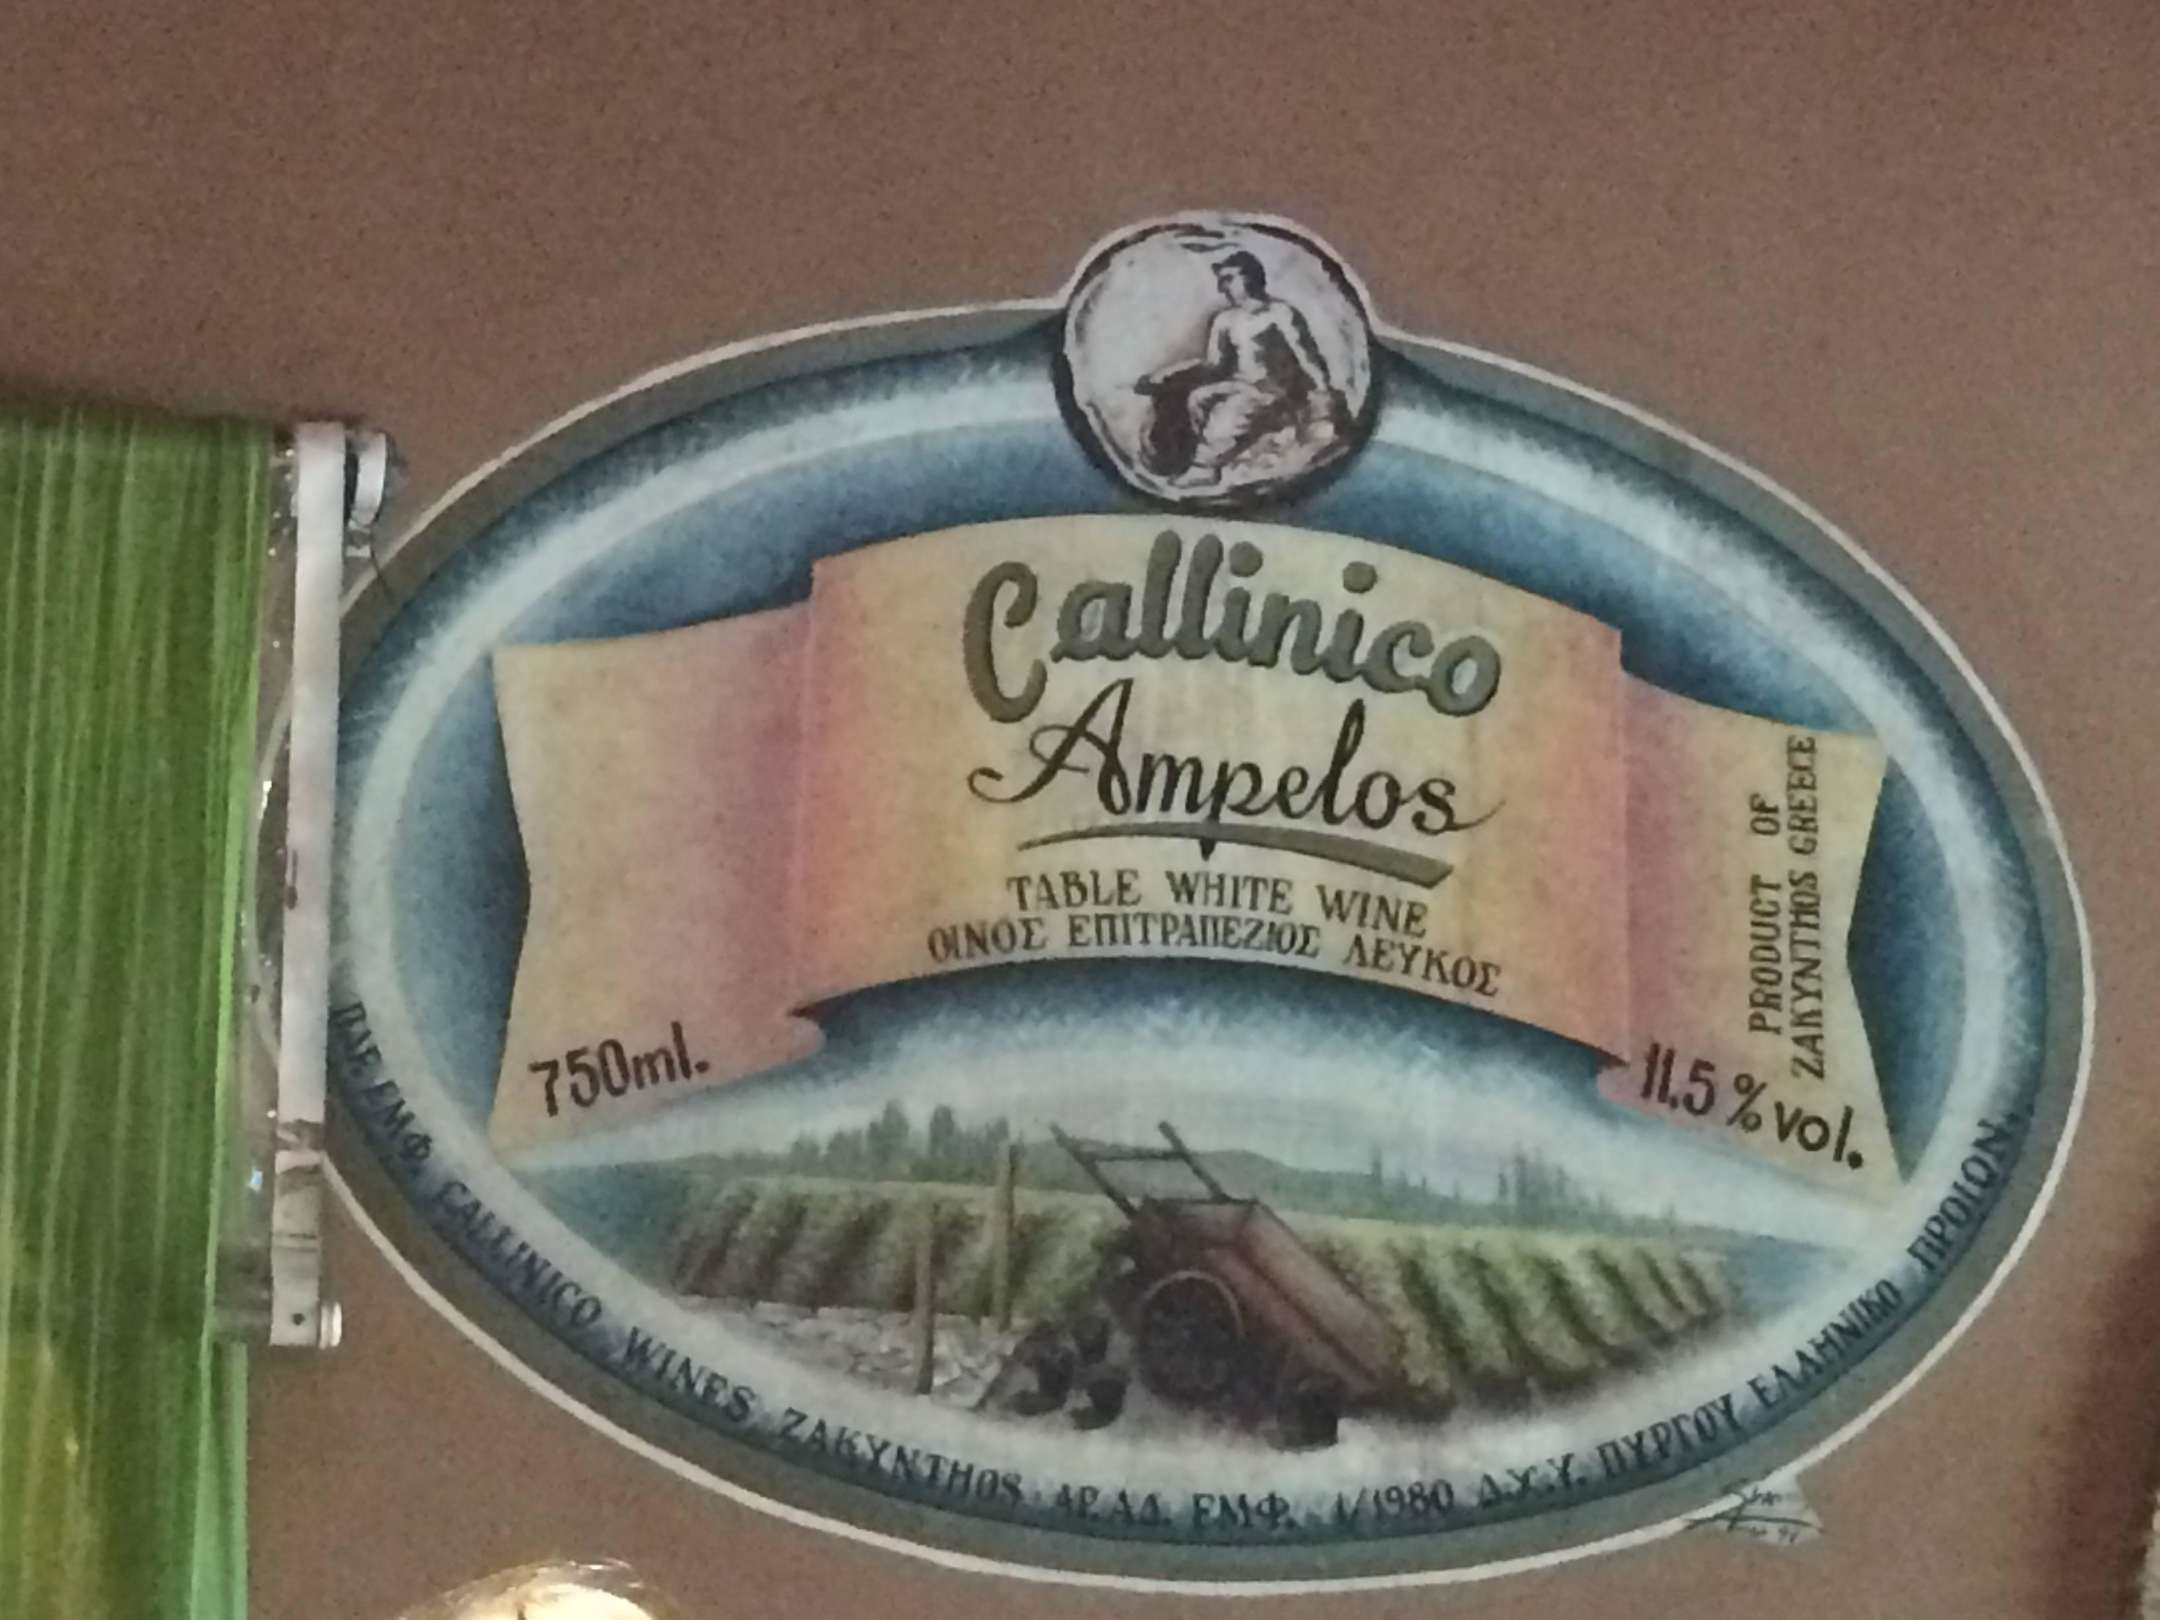 Callinico
Ampelos
TABLE WHITE WINE
ΟΙΝΟΣ ΕΠΙΤΡΑΠΕΖΙΟΣ ΛΕΥΚΟΣ
750ml.
11.5 % vol.
PRODUCT OF
ZAKYNTHOS GREECE
ΠΑΡ. ΕΜΦ. CALLINICO WINES ZAKYNTHOS ΑΡ. ΑΔ. ΕΜΦ. 1/1980 Δ.Χ.Υ. ΠΥΡΓΟΥ ΕΛΛΗΝΙΚΟ ΠΡΟΙΟΝ.